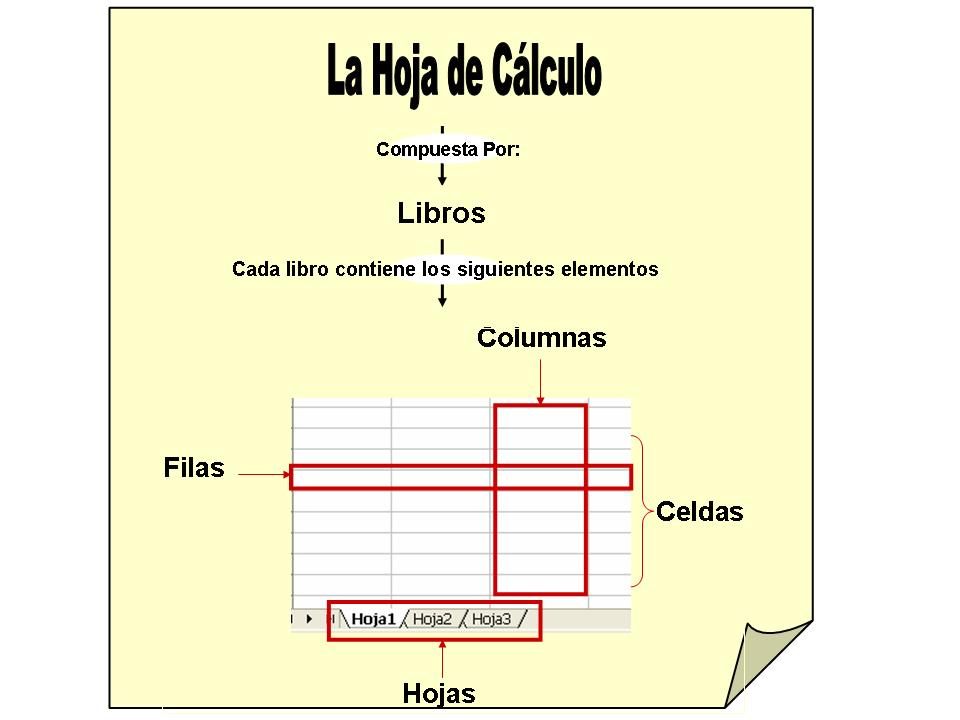 La Hoja de Cálculo
Compuesta Por:
Libros
Cada libro contiene los siguientes elementos
Columnas
Filas
Celdas
Hoja1 Hoja2 Hoja3
Hojas